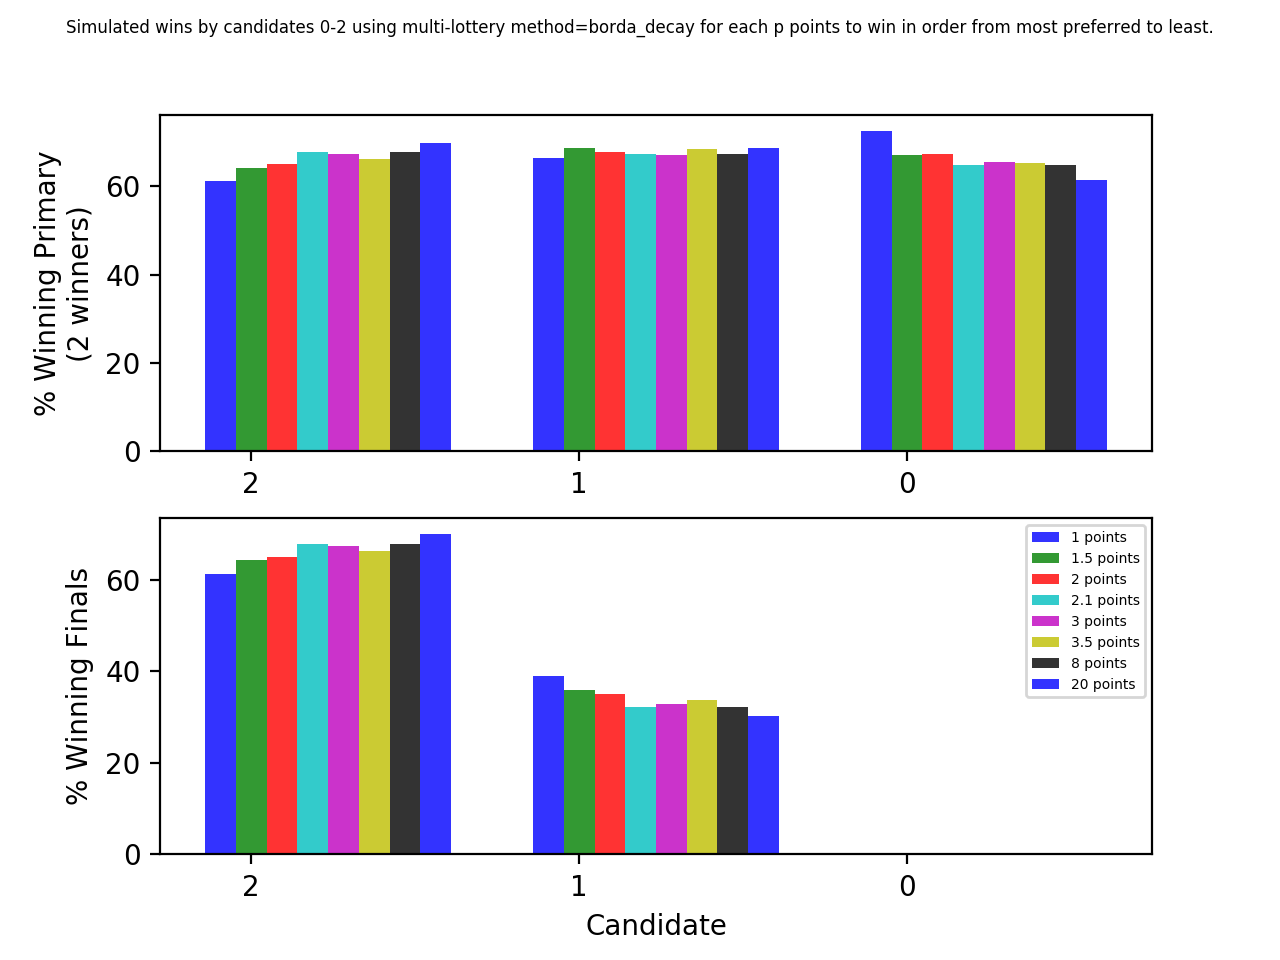 Simulated wins by candidates 0-2 using multi-lottery method=borda_decay for each p points to win in order from most preferred to least.
% Winning Primary
(2 winners)
60
40
20
0
2 1 0
% Winning Finals
60
40
20
0
2 1 0
Candidate
1 points
1.5 points
2 points
2.1 points
3 points
3.5 points
8 points
20 points